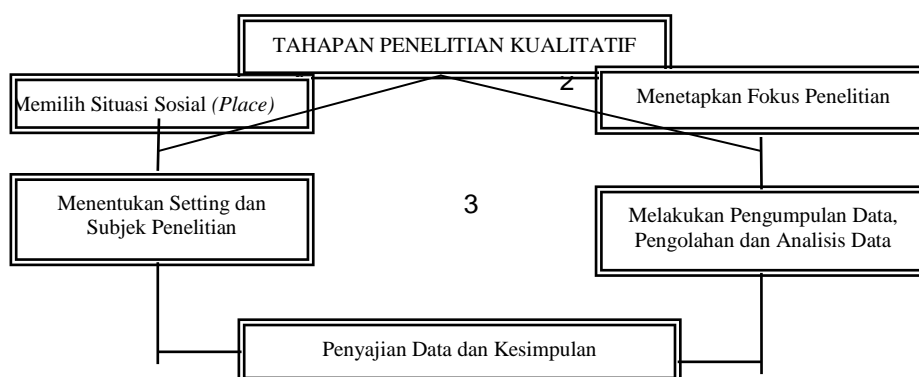 TAHAPAN PENELITIAN KUALITATIF
Memilih Situasi Sosial (Place)
2
Menetapkan Fokus Penelitian
Menentukan Setting dan
Subjek Penelitian
3
Melakukan Pengumpulan Data,
Pengolahan dan Analisis Data
Penyajian Data dan Kesimpulan